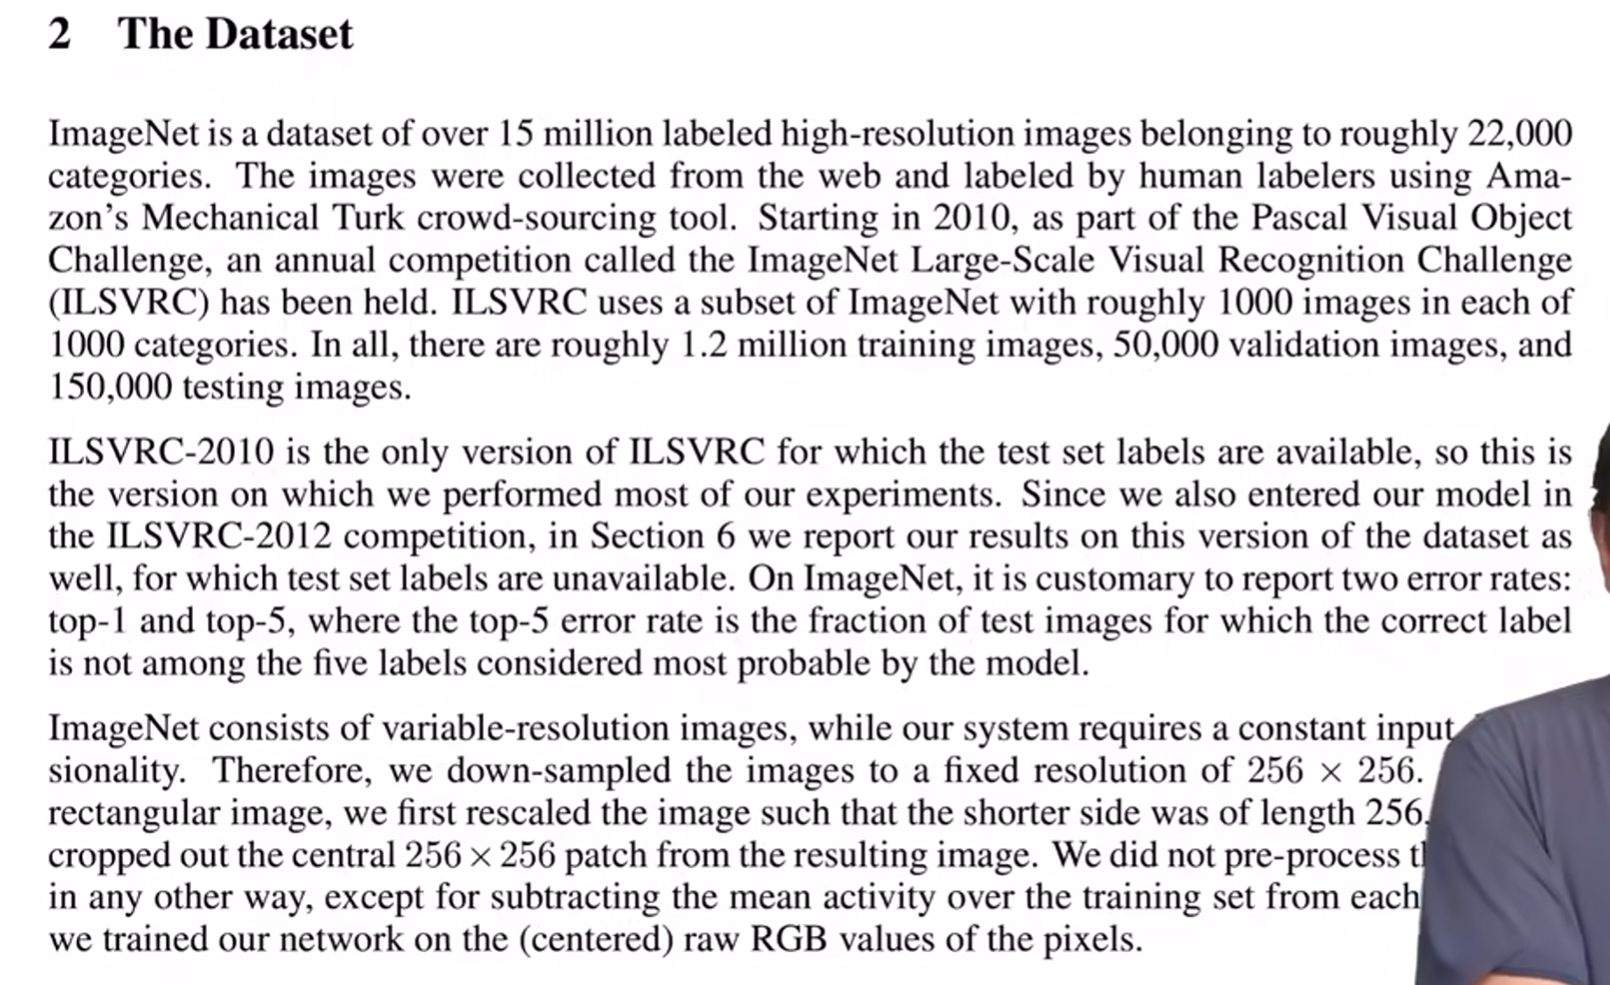 2 The Dataset
ImageNet is a dataset of over 15 million labeled high-resolution images belonging to roughly 22,000
categories. The images were collected from the web and labeled by human labelers using Ama-
zon's Mechanical Turk crowd-sourcing tool. Starting in 2010, as part of the Pascal Visual Object
Challenge, an annual competition called the ImageNet Large-Scale Visual Recognition Challenge
(ILSVRC) has been held. ILSVRC uses a subset of ImageNet with roughly 1000 images in each of
1000 categories. In all, there are roughly 1.2 million training images, 50,000 validation images, and
150,000 testing images.
ILSVRC-2010 is the only version of ILSVRC for which the test set labels are available, so this is
the version on which we performed most of our experiments. Since we also entered our model in
the ILSVRC-2012 competition, in Section 6 we report our results on this version of the dataset as
well, for which test set labels are unavailable. On ImageNet, it is customary to report two error rates:
top-1 and top-5, where the top-5 error rate is the fraction of test images for which the correct label
is not among the five labels considered most probable by the model.
ImageNet consists of variable-resolution images, while our system requires a constant input
sionality. Therefore, we down-sampled the images to a fixed resolution of 256 × 256.
rectangular image, we first rescaled the image such that the shorter side was of length 256,
cropped out the central 256 × 256 patch from the resulting image. We did not pre-process
in any other way, except for subtracting the mean activity over the training set from each
we trained our network on the (centered) raw RGB values of the pixels.